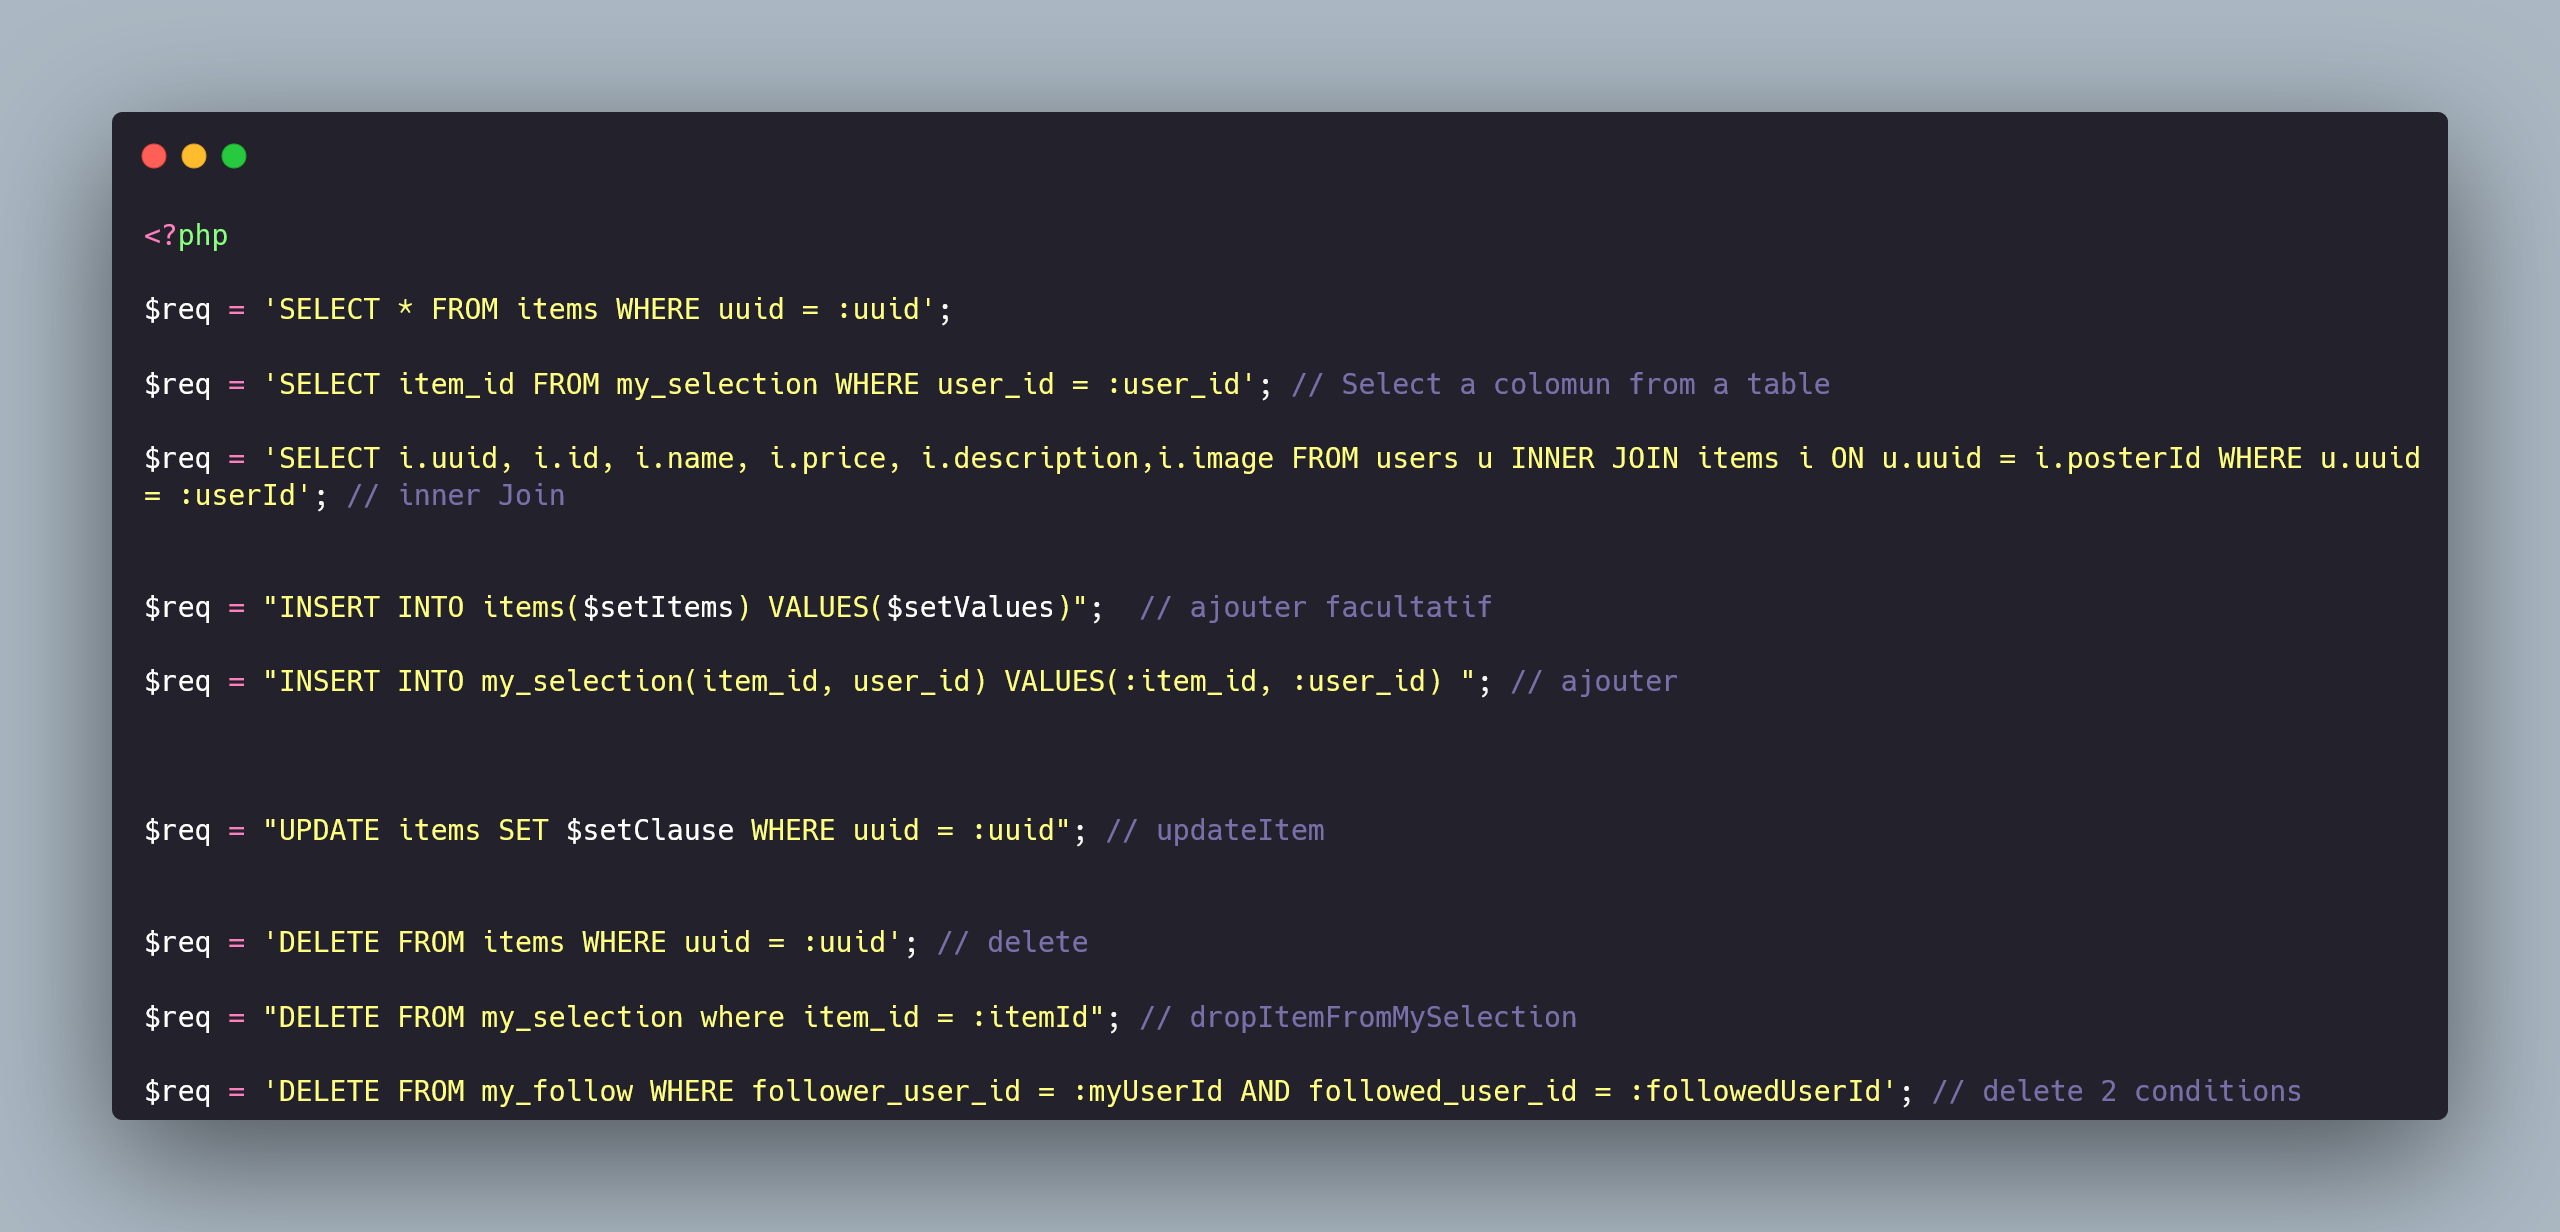 <?php
$req = 'SELECT * FROM items WHERE uuid = :uuid';
$req = 'SELECT item_id FROM my_selection WHERE user_id = :user_id'; // Select a colomun from a table
$req = 'SELECT i.uuid, i.id, i.name, i.price, i.description,i.image FROM users u INNER JOIN items i ON u.uuid = i.posterId WHERE u.uuid
= :userId'; // inner Join
$req = "INSERT INTO items($setItems) VALUES($setValues)";  // ajouter facultatif
$req = "INSERT INTO my_selection(item_id, user_id) VALUES(:item_id, :user_id) "; // ajouter
$req = "UPDATE items SET $setClause WHERE uuid = :uuid"; // updateItem
$req = 'DELETE FROM items WHERE uuid = :uuid'; // delete
$req = "DELETE FROM my_selection where item_id = :itemId"; // dropItemFromMySelection
$req = 'DELETE FROM my_follow WHERE follower_user_id = :myUserId AND followed_user_id = :followedUserId'; // delete 2 conditions